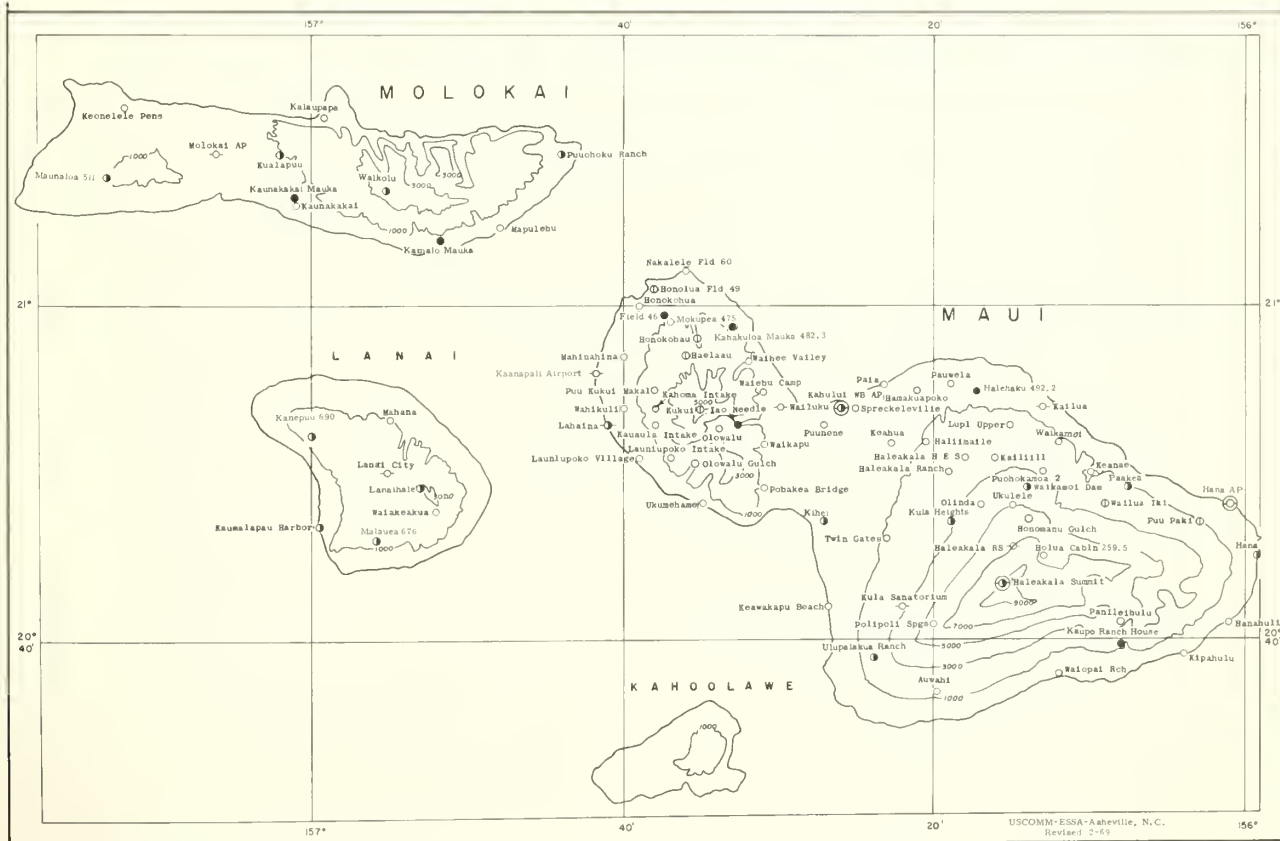 157° 40' 20' 156°
MOLOKAI
Keonelele Pens
Kalaupapa
Molokai AP
1000
Maunaloa 511
Kualapuu
Puuohoku Ranch
3000
Waikolu
Kaunakakai Mauka
Kaunakakai
1000
Mapulehu
Kamalo Mauka
Nakalele Fld 60
Honolua Fld 49
21°
Honokohua
21°
MAUI
Field 46
Mokupea 475
Kahakuloa Mauka 482.3
Honokohau
LANAI
Mahinahina
Haelaau
Waihee Valley
Kaanapali Airport
Puu Kukui Makai
Kahoma Intake
Waiehu Camp
Paia
Pauwela
Kahului WB AP
Hamakuapoko
Halehaku 492.2
5000
Wahikuli
Kukui
Iao Needle
Wailuku
Spreckelsville
Kailua
Kanepuu 690
Mahana
Lahaina
Kauaula Intake
Olowalu
Puunene
Keahua
Lupi Upper
Haliimaile
Waikamoi
Waikapu
Launiupoko Intake
Launiupoko Village
Olowalu Gulch
Haleakala H E S
Kailiili
Lanai City
Haleakala Ranch
Puohokamoa 2
Keanae
Lanaihale
3000
3000
Pohakea Bridge
Waikamoi Dam
Paakea
Hana AP
Waiakeakua
Ukumehame
1000
Olinda
Ukulele
Wailua Iki
Kaumalapau Harbor
Kihei
Kula Heights
Honomanu Gulch
Puu Paki
Malauea 676
1000
Twin Gates
Haleakala RS
Holua Cabin 259.5
Hana
Haleakala Summit
Keawakapu Beach
Kula Sanatorium
9000
Panileihulu
Polipoli Spgs
7000
Hanahuli
20°
40'
Kaupo Ranch House
20°
40'
5000
Ulupalakua Ranch
Kipahulu
3000
Waiopai Rch
KAHOOLAWE
Auwahi
1000
1000
157° 40' 20' 156°
USCOMM-ESSA-Asheville, N.C.
Revised 2-69